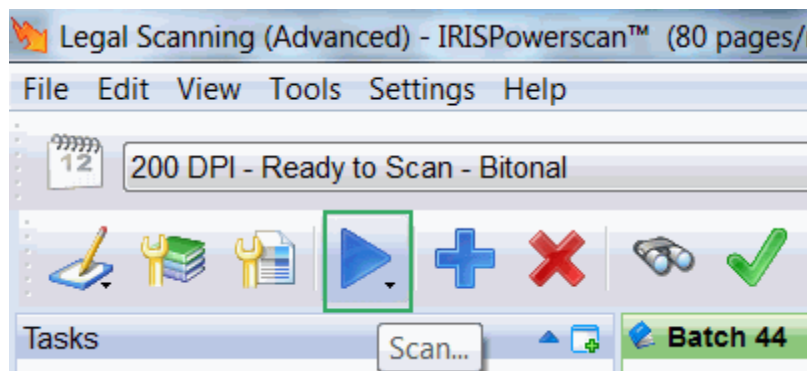 Legal Scanning (Advanced) - IRISPowerscan™ (80 pages/
File Edit View Tools Settings Help
12
200 DPI - Ready to Scan - Bitonal
Tasks
Scan...
Batch 44